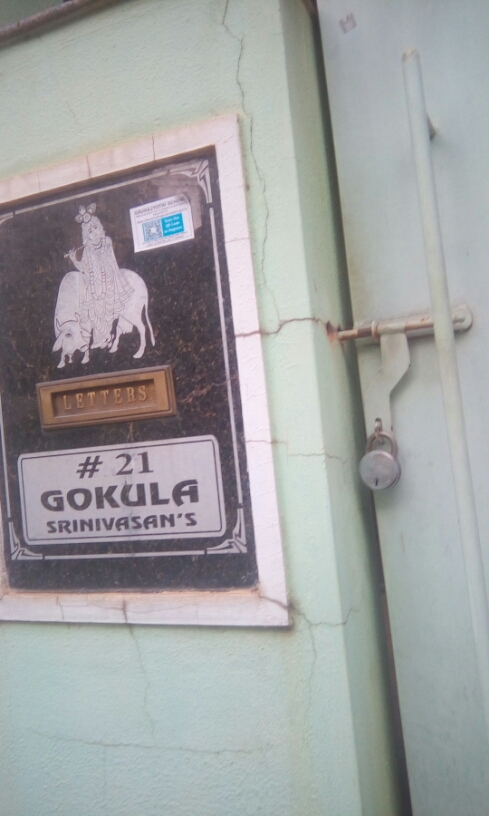 LETTERS
# 21
GOKULA
SRINIVASAN'S